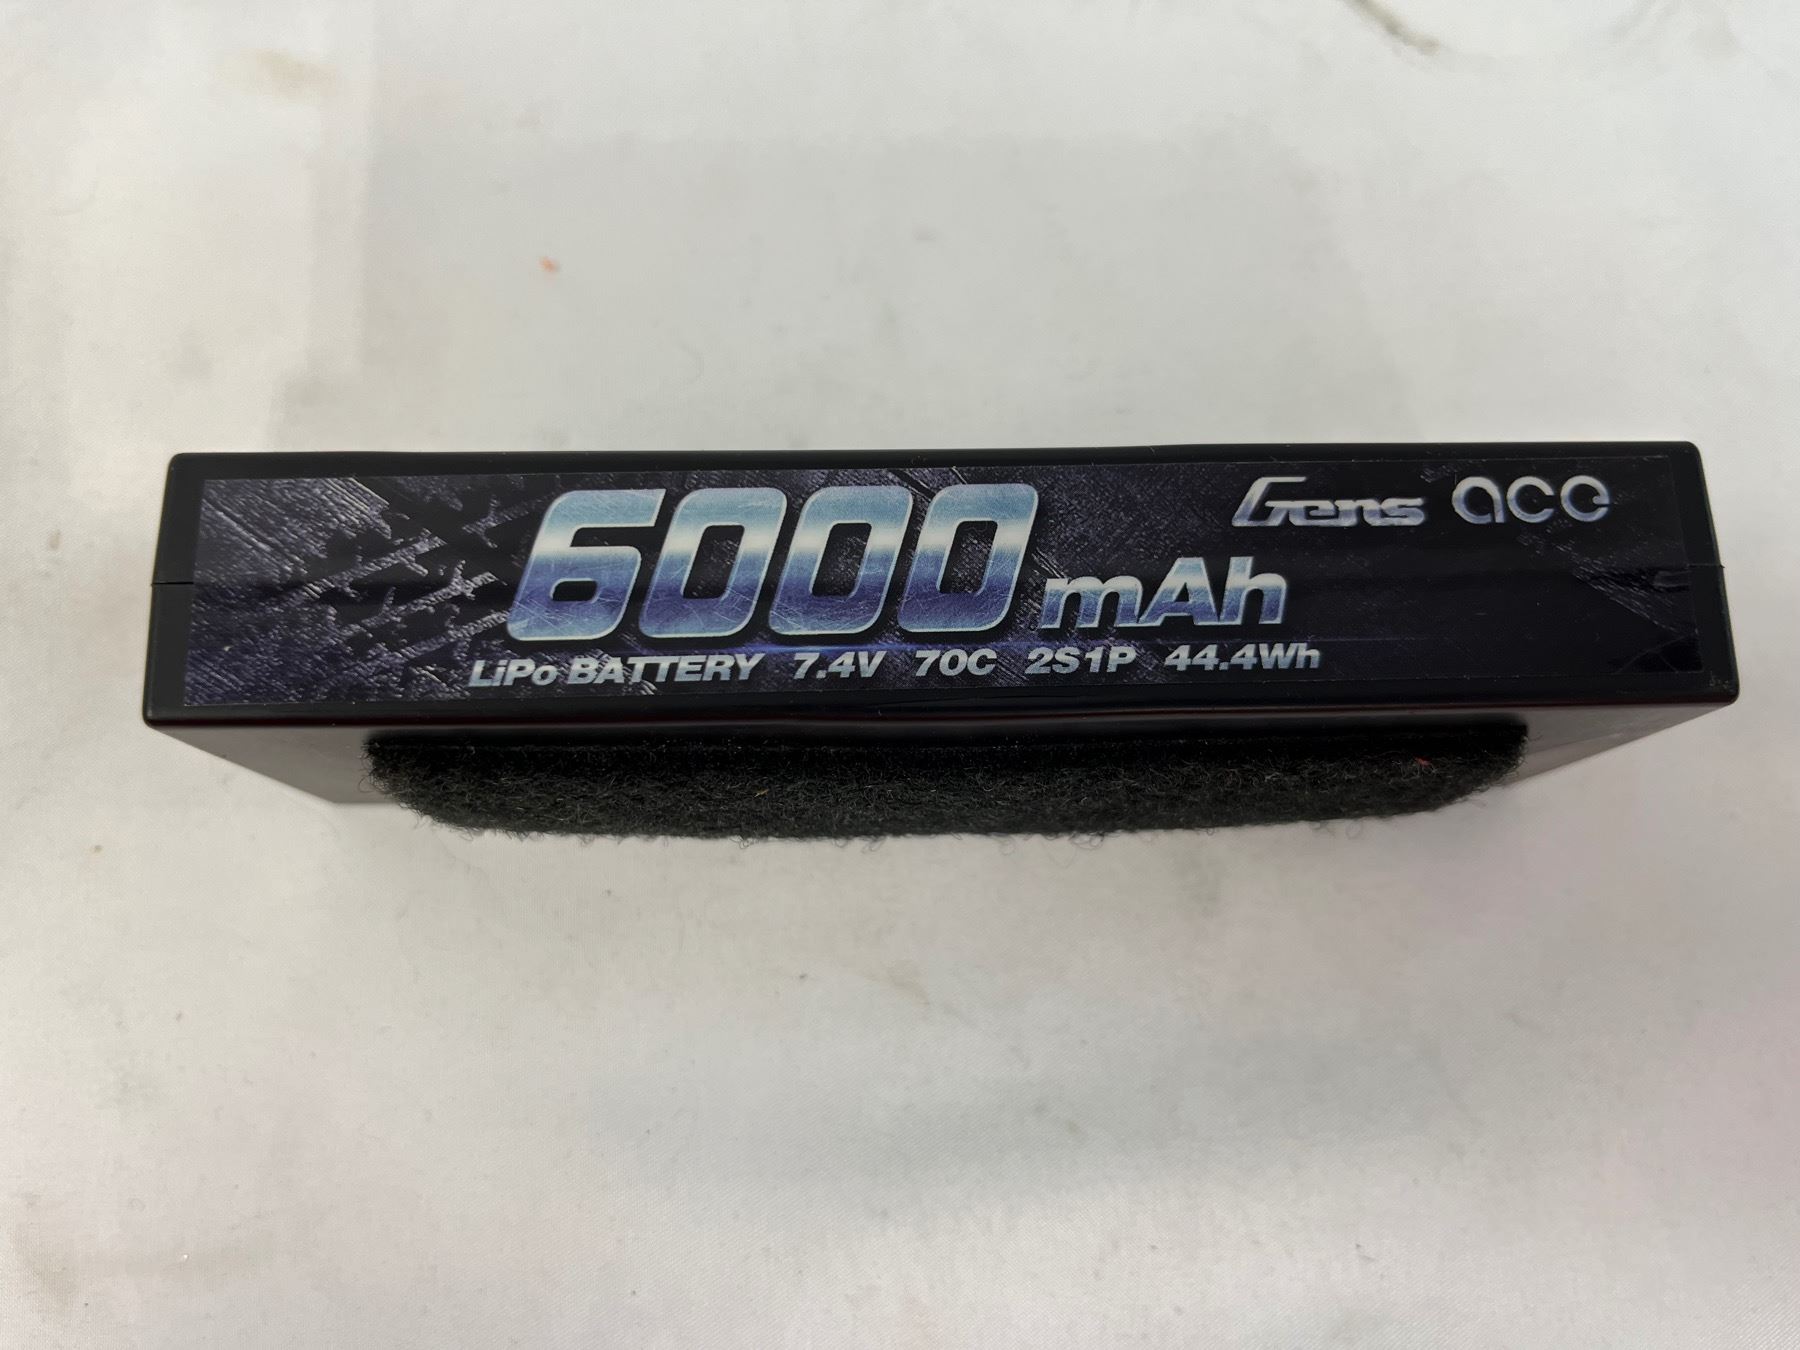 Gens ace
6000mAh
LiPo BATTERY 7.4V 70C 2S1P 44.4Wh